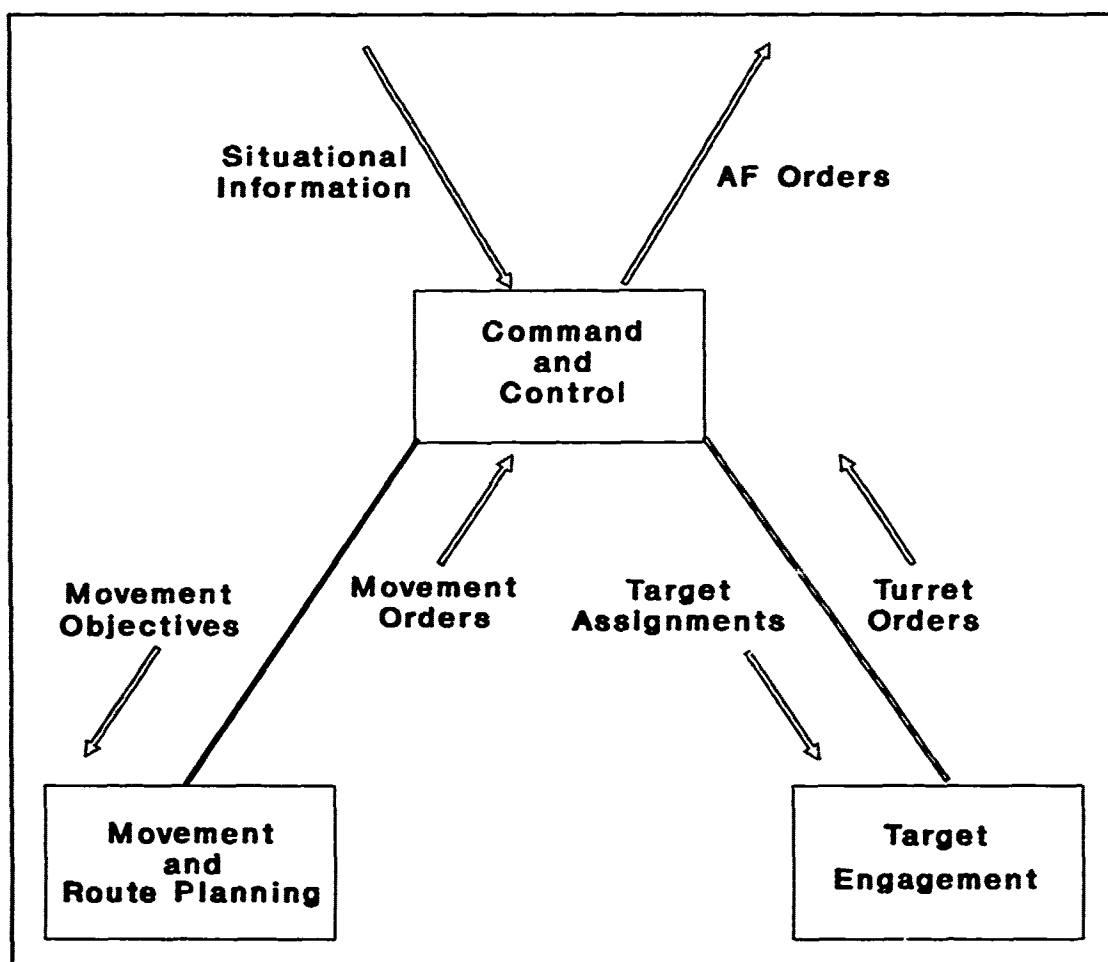 Situational
Information
AF Orders
Command
and
Control
Movement
Objectives
Movement
Orders
Target
Assignments
Turret
Orders
Movement
and
Route Planning
Target
Engagement